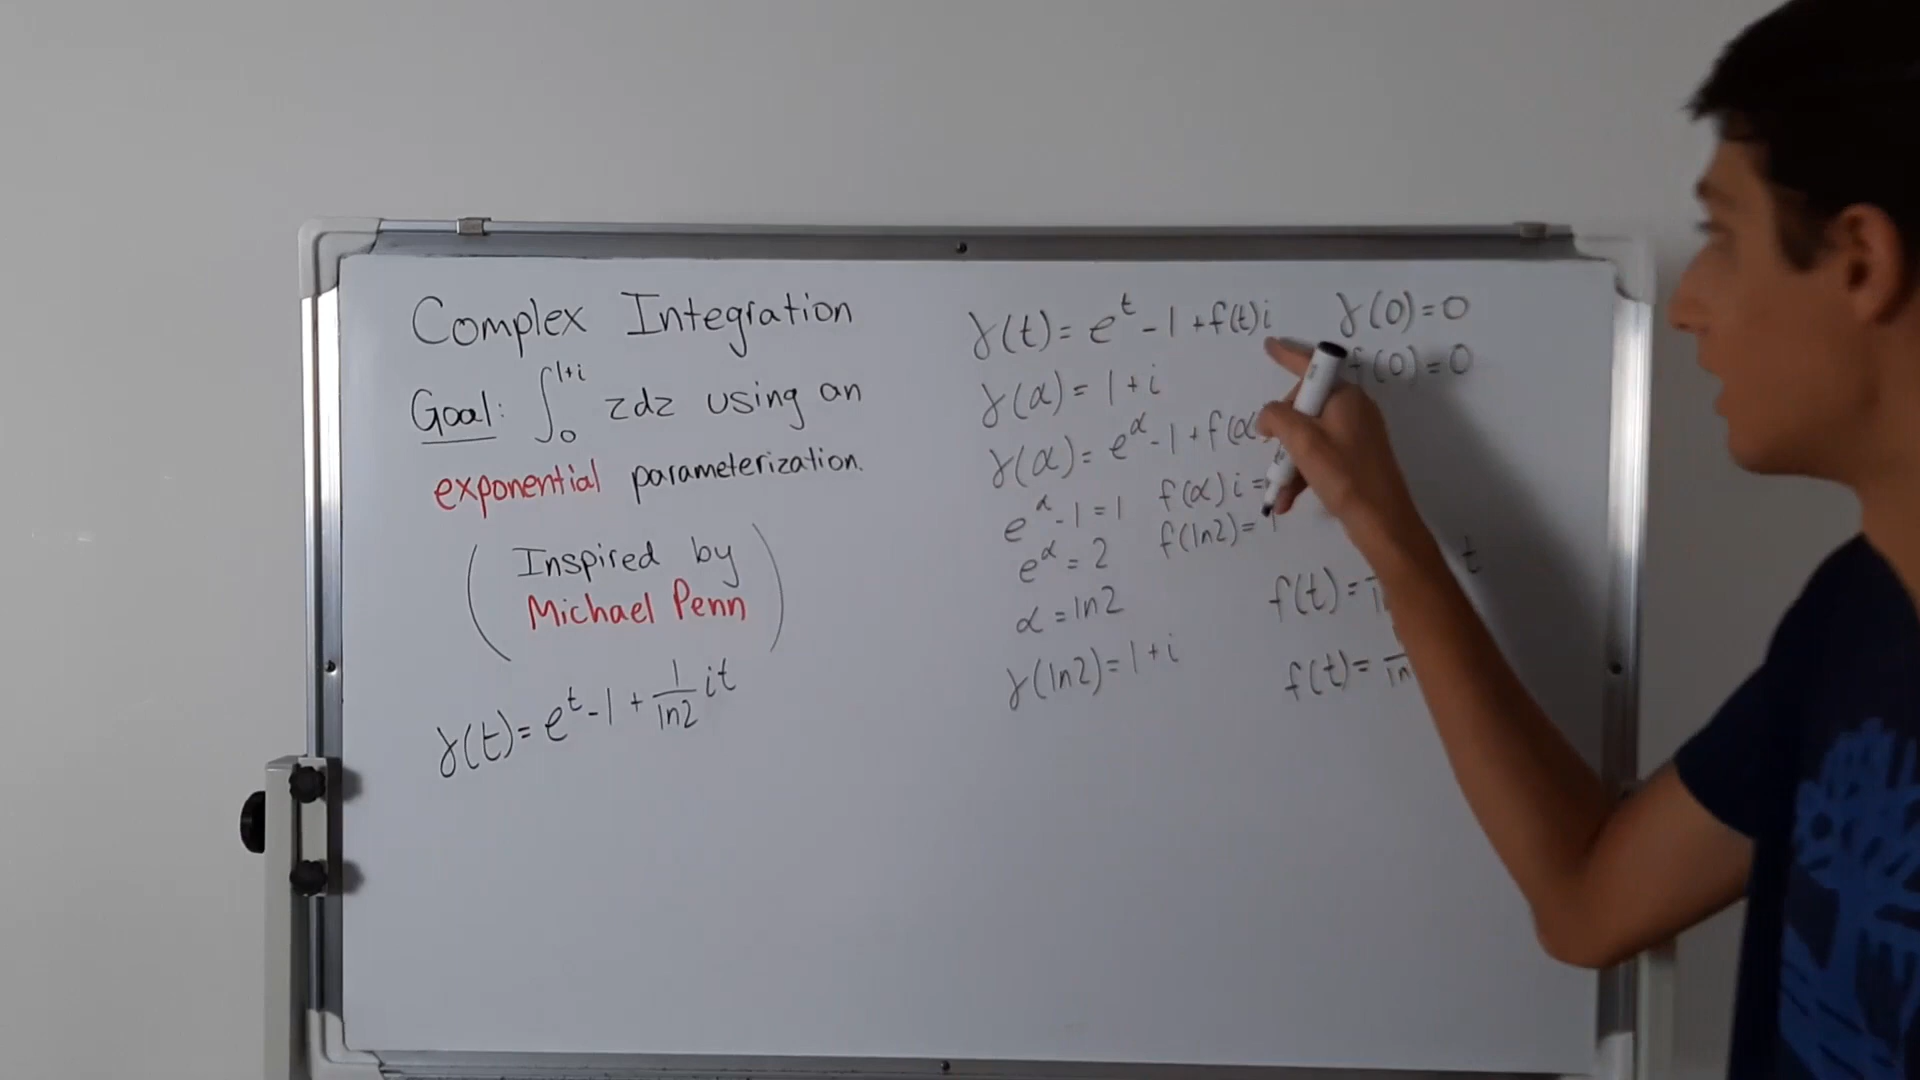 Complex Integration
Goal: ∫₀¹⁺ⁱ zdz using an
exponential parameterization.
( Inspired by
Michael Penn )
γ(t)= e^t -1 + 1/ln2 it
γ(t)= e^t -1 + f(t)i
γ(α)= 1+i
γ(α)= e^α -1 + f(α
e^α -1 = 1
e^α = 2
α = ln2
γ(ln2)=1+i
f(α)i =
f(ln2)= 1
γ(0)=0
f(0)=0
f(t)= t
f(t)=